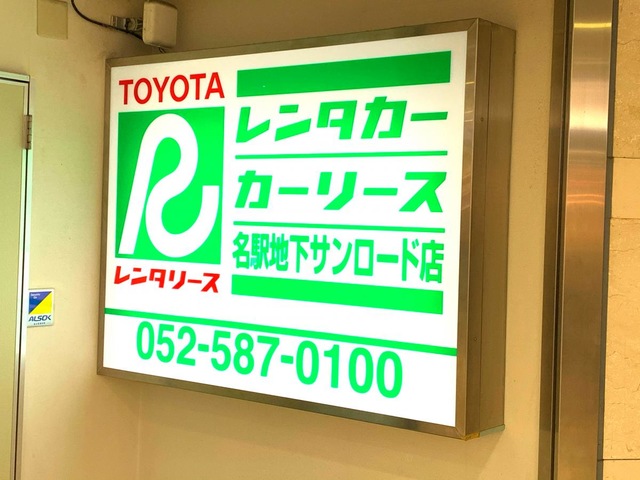 TOYOTA
レンタリース
レンタカー
カーリース
名駅地下サンロード店
052-587-0100
ALSOK